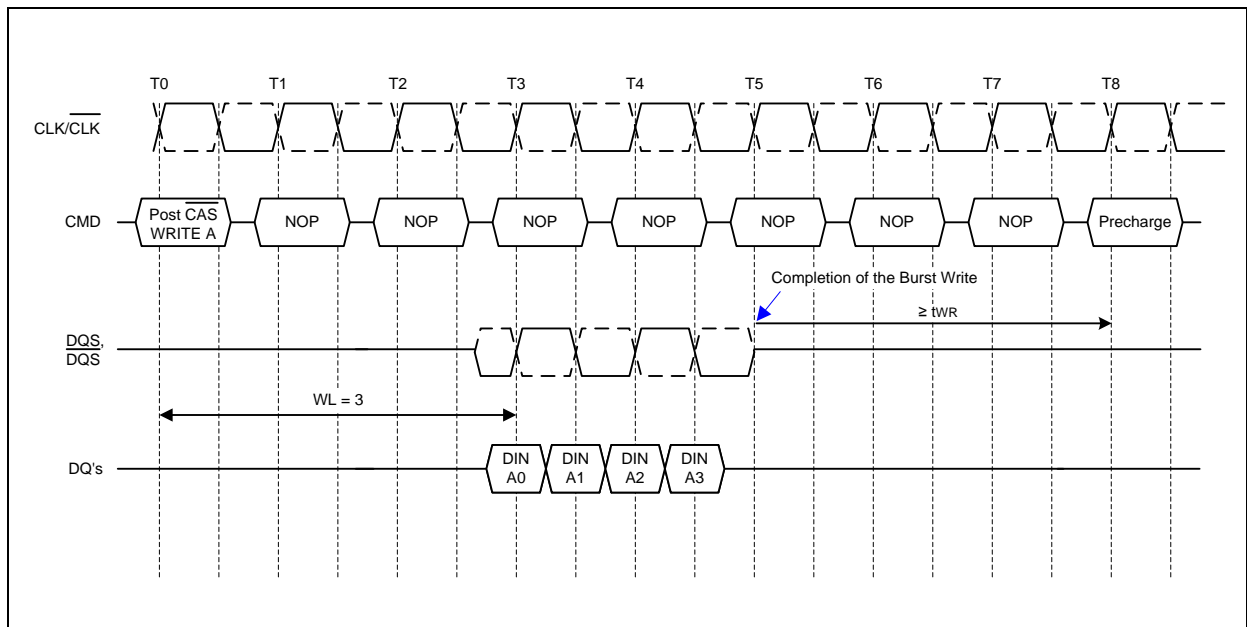 T0 T1 T2 T3 T4 T5 T6 T7 T8
CLK/CLK
CMD
Post CAS
WRITE A
NOP NOP NOP NOP NOP NOP NOP Precharge
Completion of the Burst Write
≥ tWR
DQS,
DQS
WL = 3
DQ's
DIN
A0
DIN
A1
DIN
A2
DIN
A3